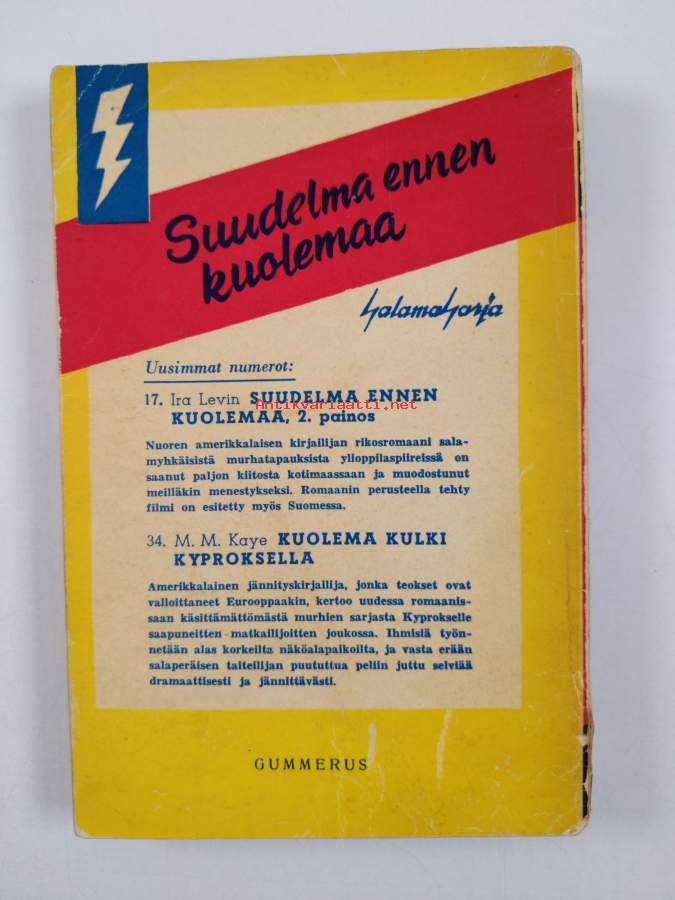 Suudelma ennen
kuolemaa
Salamasarja
Uusimmat numerot:
17. Ira Levin SUUDELMA ENNEN
Antikvariaatti.net
KUOLEMAA, 2. painos
Nuoren amerikkalaisen kirjailijan rikosromaani sala-
myhkäisistä murhatapauksista ylioppilaspiireissä on
saanut paljon kiitosta kotimaassaan ja muodostunut
meilläkin menestykseksi. Romaanin perusteella tehty
filmi on esitetty myös Suomessa.
34. M. M. Kaye KUOLEMA KULKI
KYPROKSELLA
Amerikkalainen jännityskirjailija, jonka teokset ovat
valloittaneet Eurooppaakin, kertoo uudessa romaanis-
saan käsittämättömästä murhien sarjasta Kyprokselle
saapuneitten matkailijoitten joukossa. Ihmisiä työn-
netään alas korkeilta näköalapaikoilta, ja vasta erään
salaperäisen taiteilijan puututtua peliin juttu selviää
dramaattisesti ja jännittävästi.
GUMMERUS